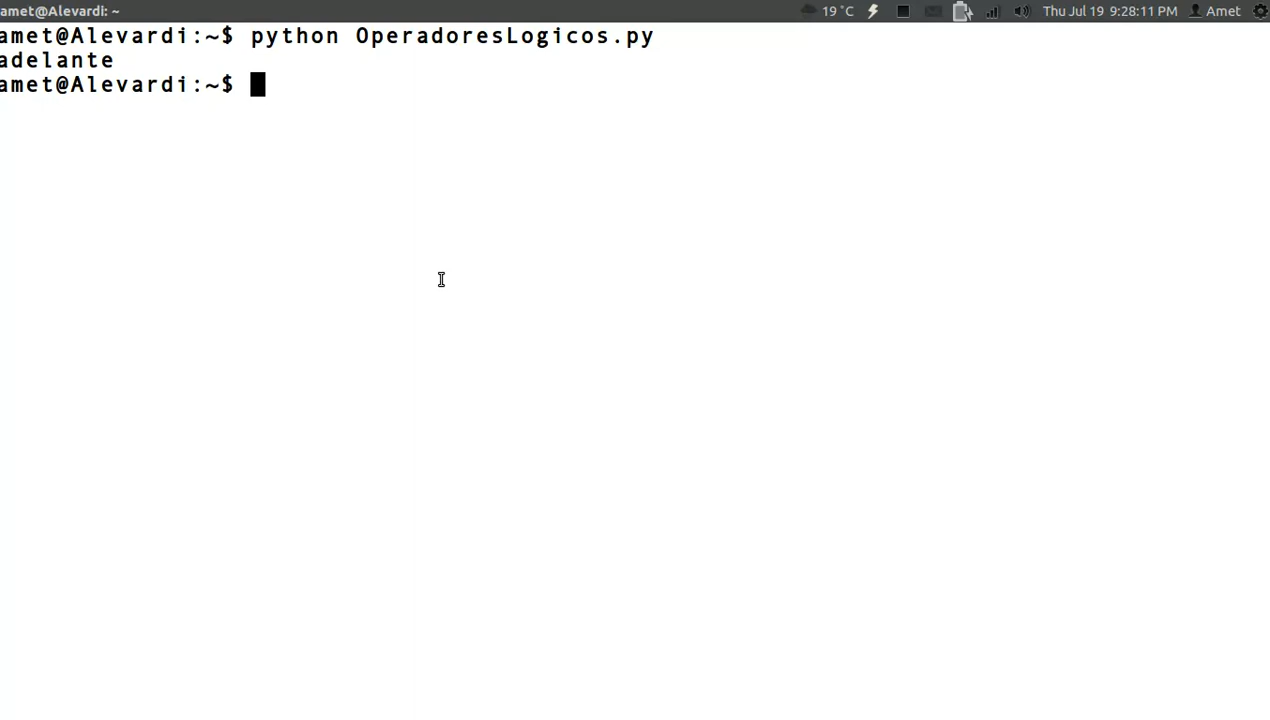 amet@Alevardi: ~ 19 °C Thu Jul 19 9:28:11 PM Amet
amet@Alevardi:~$ python OperadoresLogicos.py
adelante
amet@Alevardi:~$